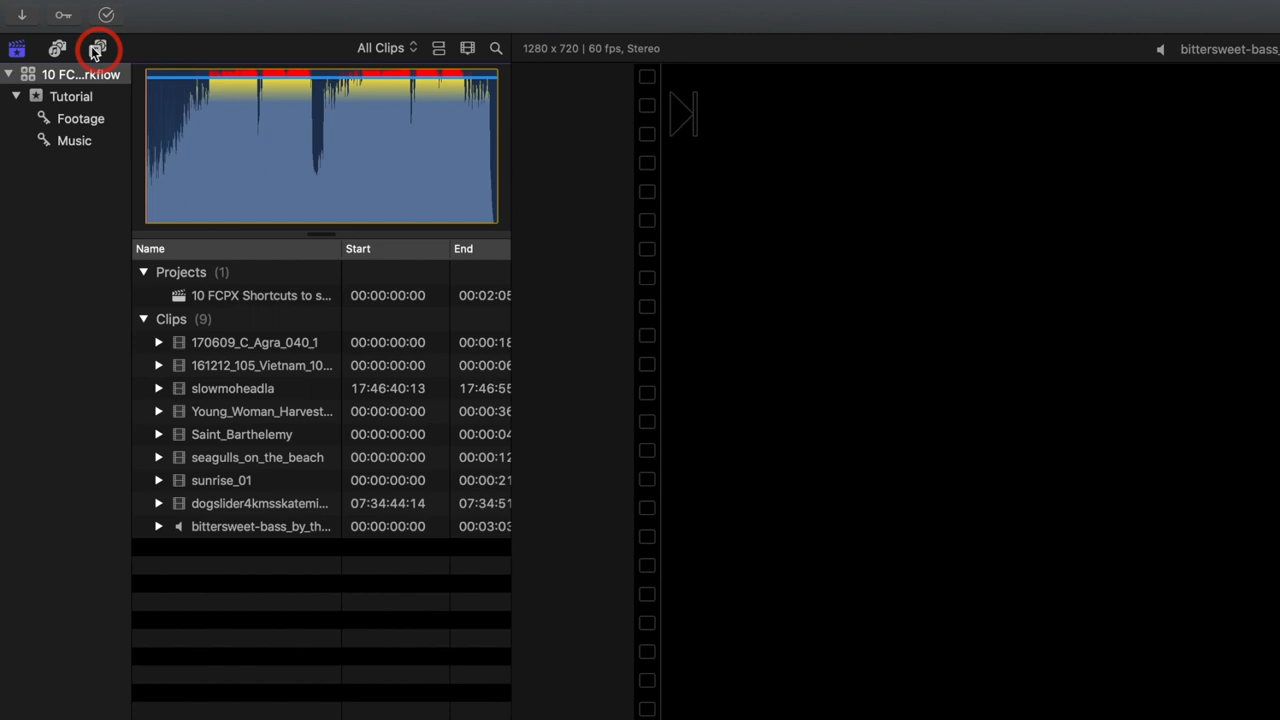 All Clips
1280 x 720 | 60 fps, Stereo
bittersweet-bass_
10 FC...rkflow
Tutorial
Footage
Music
Name Start End
Projects (1)
10 FCPX Shortcuts to s... 00:00:00:00 00:02:05
Clips (9)
170609_C_Agra_040_1 00:00:00:00 00:00:18
161212_105_Vietnam_10... 00:00:00:00 00:00:06
slowmoheadla 17:46:40:13 17:46:55
Young_Woman_Harvest... 00:00:00:00 00:00:36
Saint_Barthelemy 00:00:00:00 00:00:04
seagulls_on_the_beach 00:00:00:00 00:00:12
sunrise_01 00:00:00:00 00:00:21
dogslider4kmsskatemi... 07:34:44:14 07:34:51
bittersweet-bass_by_th... 00:00:00:00 00:03:03